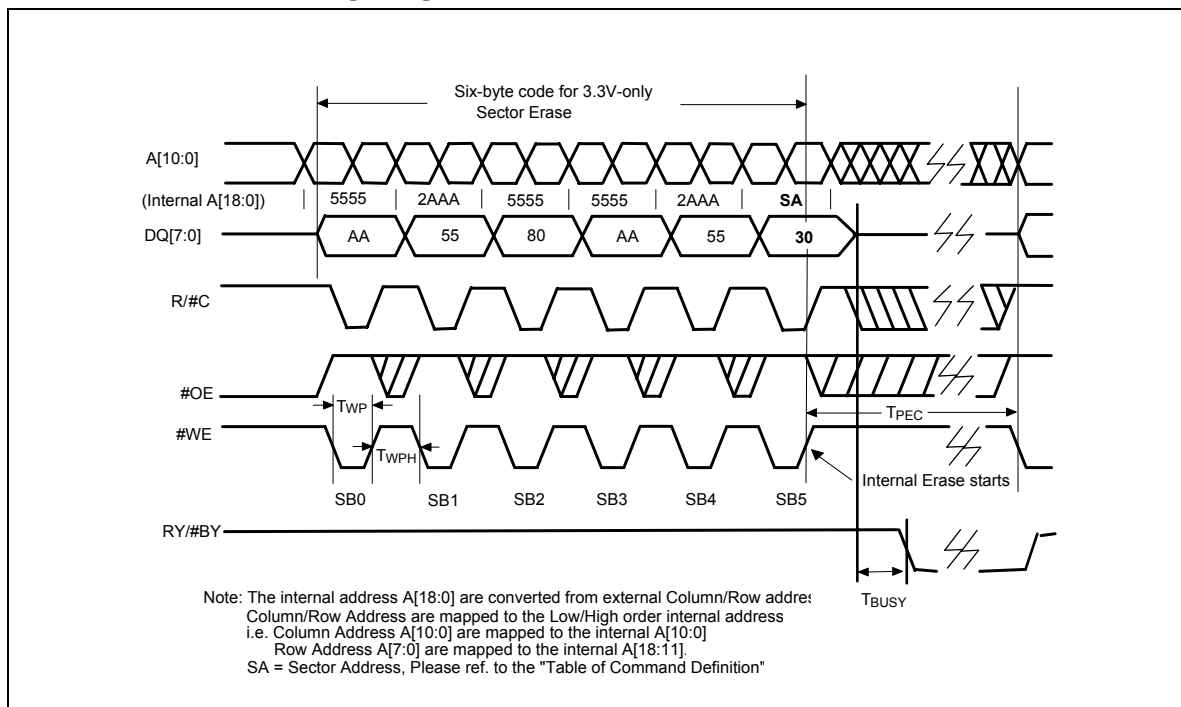 Six-byte code for 3.3V-only
Sector Erase
A[10:0]
(Internal A[18:0]) 5555 2AAA 5555 5555 2AAA SA
DQ[7:0] AA 55 80 AA 55 30
R/#C
#OE
TWP TPEC
#WE
TWPH
Internal Erase starts
SB0 SB1 SB2 SB3 SB4 SB5
RY/#BY
TBUSY
Note: The internal address A[18:0] are converted from external Column/Row
Column/Row Address are mapped to the Low/High order internal address
i.e. Column Address A[10:0] are mapped to the internal A[10:0]
Row Address A[7:0] are mapped to the internal A[18:11].
SA = Sector Address, Please ref. to the "Table of Command Definition"